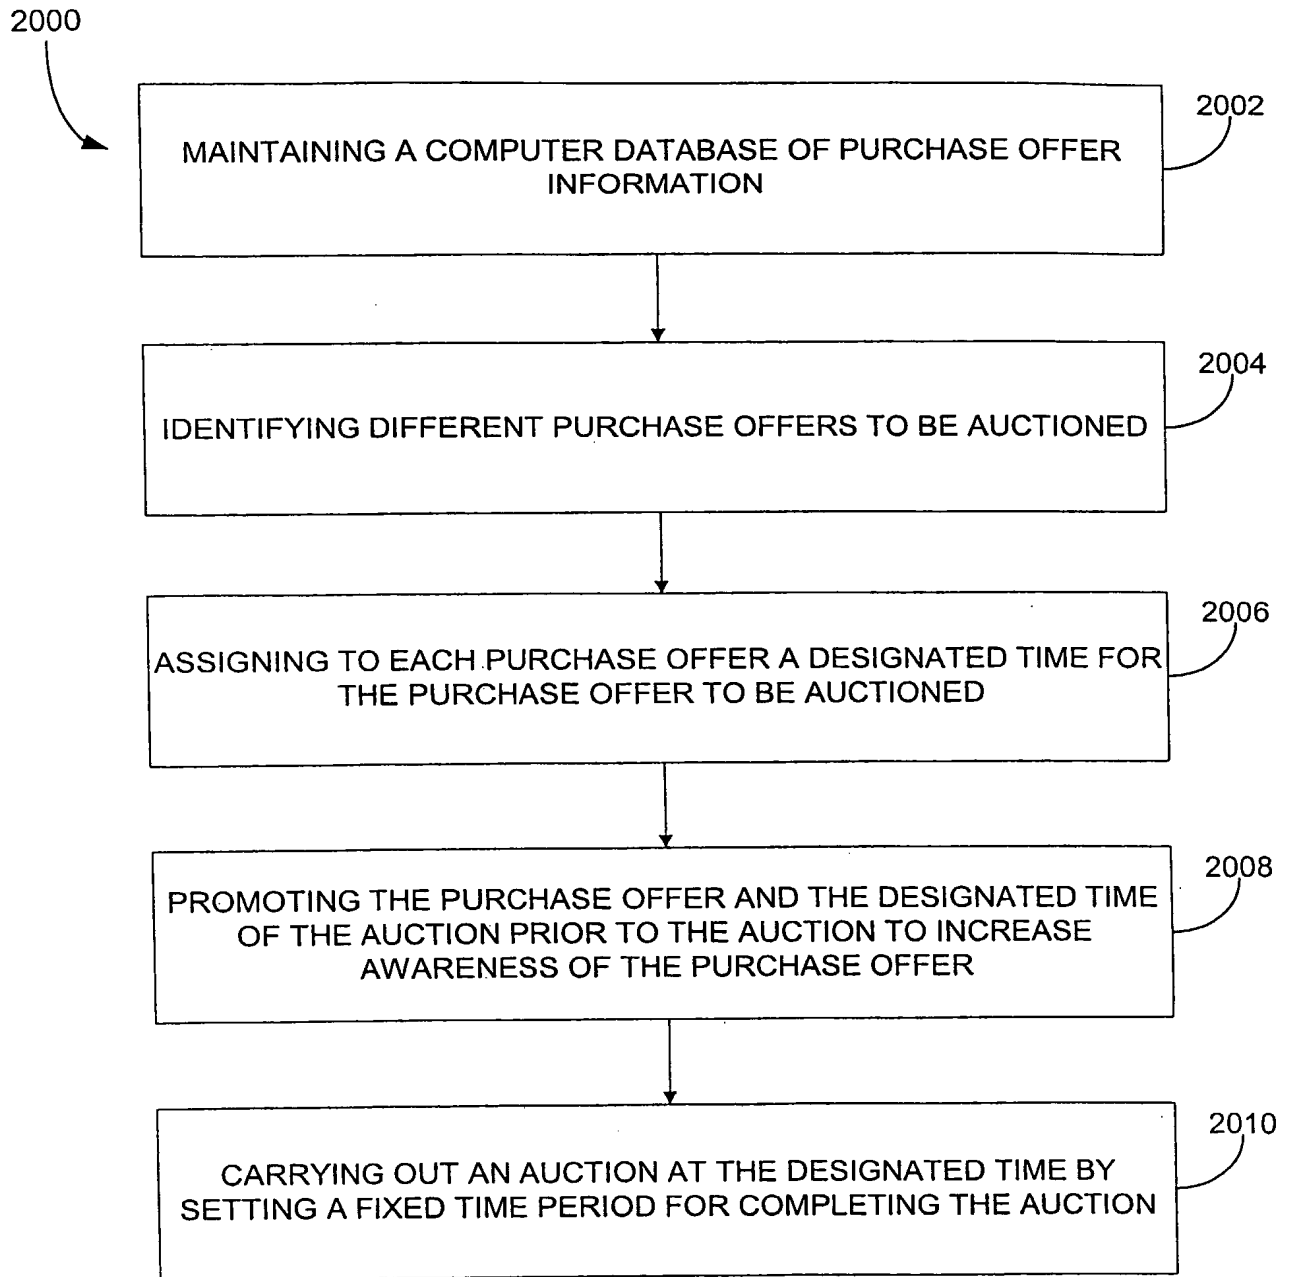 2000
2002
MAINTAINING A COMPUTER DATABASE OF PURCHASE OFFER
INFORMATION
2004
IDENTIFYING DIFFERENT PURCHASE OFFERS TO BE AUCTIONED
2006
ASSIGNING TO EACH PURCHASE OFFER A DESIGNATED TIME FOR
THE PURCHASE OFFER TO BE AUCTIONED
2008
PROMOTING THE PURCHASE OFFER AND THE DESIGNATED TIME
OF THE AUCTION PRIOR TO THE AUCTION TO INCREASE
AWARENESS OF THE PURCHASE OFFER
2010
CARRYING OUT AN AUCTION AT THE DESIGNATED TIME BY
SETTING A FIXED TIME PERIOD FOR COMPLETING THE AUCTION